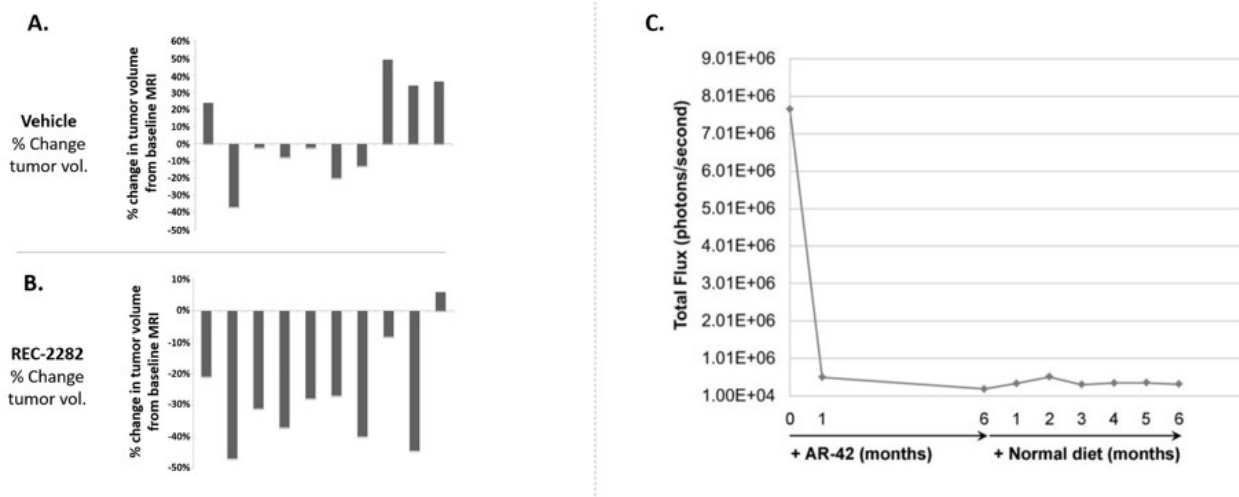 A.
Vehicle
% Change
tumor vol.
% change in tumor volume
from baseline MRI
60%
50%
40%
30%
20%
10%
0%
-10%
-20%
-30%
-40%
-50%
B.
REC-2282
% Change
tumor vol.
% change in tumor volume
from baseline MRI
10%
0%
-10%
-20%
-30%
-40%
-50%
C.
Total Flux (photons/second)
9.01E+06
8.01E+06
7.01E+06
6.01E+06
5.01E+06
4.01E+06
3.01E+06
2.01E+06
1.01E+06
1.00E+04
0 1 6 1 2 3 4 5 6
+ AR-42 (months) + Normal diet (months)